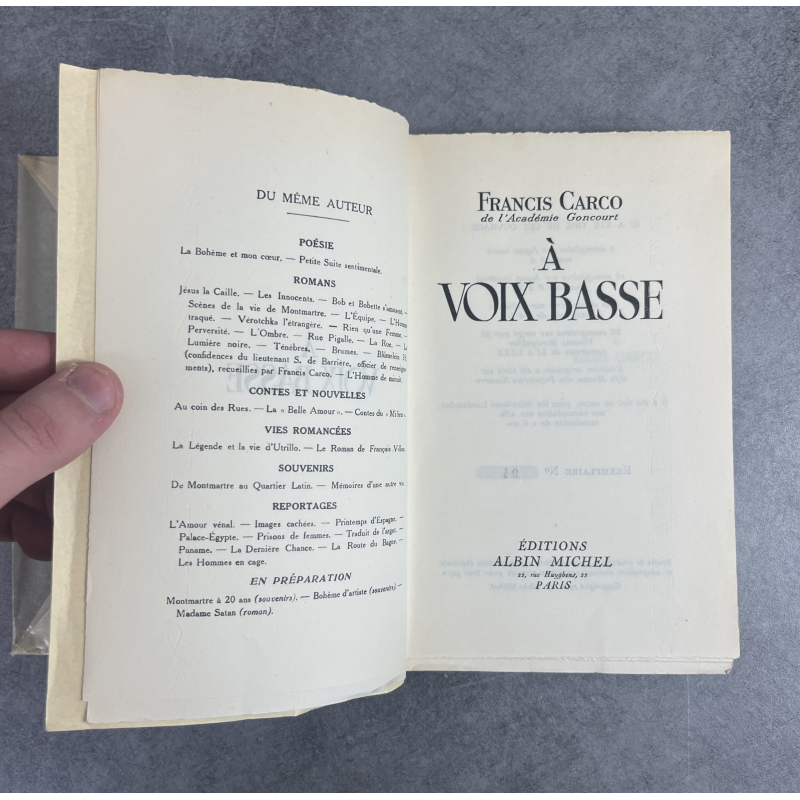 DU MÊME AUTEUR
POÉSIE
La Bohème et mon cœur. — Petite Suite sentimentale.
ROMANS
Jésus la Caille. — Les Innocents. — Bob et Bobette s'amusent. —
Scènes de la vie de Montmartre. — L'Équipe. — L'Homme
traqué. — Vérotchka l'étrangère. — Rien qu'une Femme. —
Perversité. — L'Ombre. — Rue Pigalle. — La Rue. —
Lumière noire. — Ténèbres. — Brumes. — Blümelein
(confidences du lieutenant S. de Barrière, officier de
ments), recueillies par Francis Carco. — L'Homme de minuit.
CONTES ET NOUVELLES
Au coin des Rues. — La « Belle Amour ». — Contes du
VIES ROMANCÉES
La Légende et la vie d'Utrillo. — Le Roman de François
SOUVENIRS
De Montmartre au Quartier Latin. — Mémoires d'une autre
REPORTAGES
L'Amour vénal. — Images cachées. — Printemps d'Espagne. —
Palace-Égypte. — Prisons de femmes. — Traduit de l'argot. —
Paname. — La Dernière Chance. — La Route du Bagne. —
Les Hommes en cage.
EN PRÉPARATION
Montmartre à 20 ans (souvenirs). — Bohème d'artiste (souvenirs) —
Madame Satan (roman).
FRANCIS CARCO
de l'Académie Goncourt
À
VOIX BASSE
ÉDITIONS
ALBIN MICHEL
22, rue Huyghens, 22
PARIS